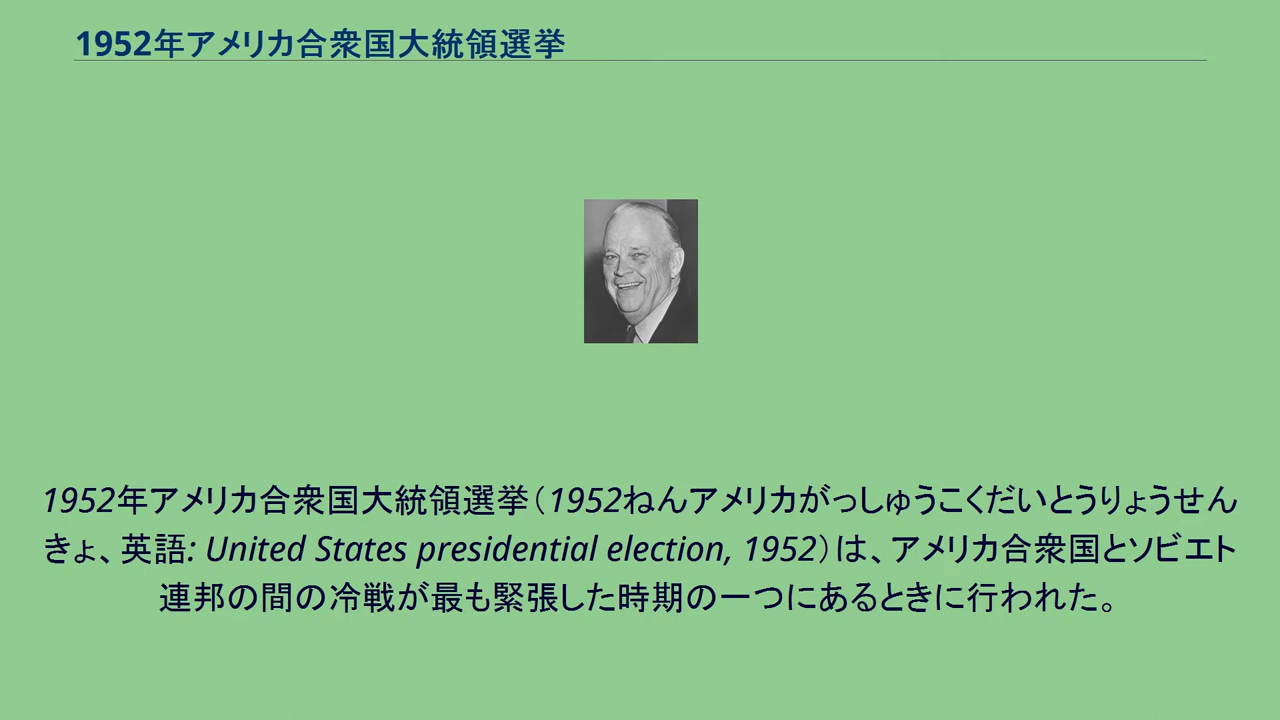 1952年アメリカ合衆国大統領選挙
1952年アメリカ合衆国大統領選挙（1952ねんアメリカがっしゅうこくだいとうりょうせん
きょ、英語: United States presidential election, 1952）は、アメリカ合衆国とソビエト
連邦の間の冷戦が最も緊張した時期の一つにあるときに行われた。